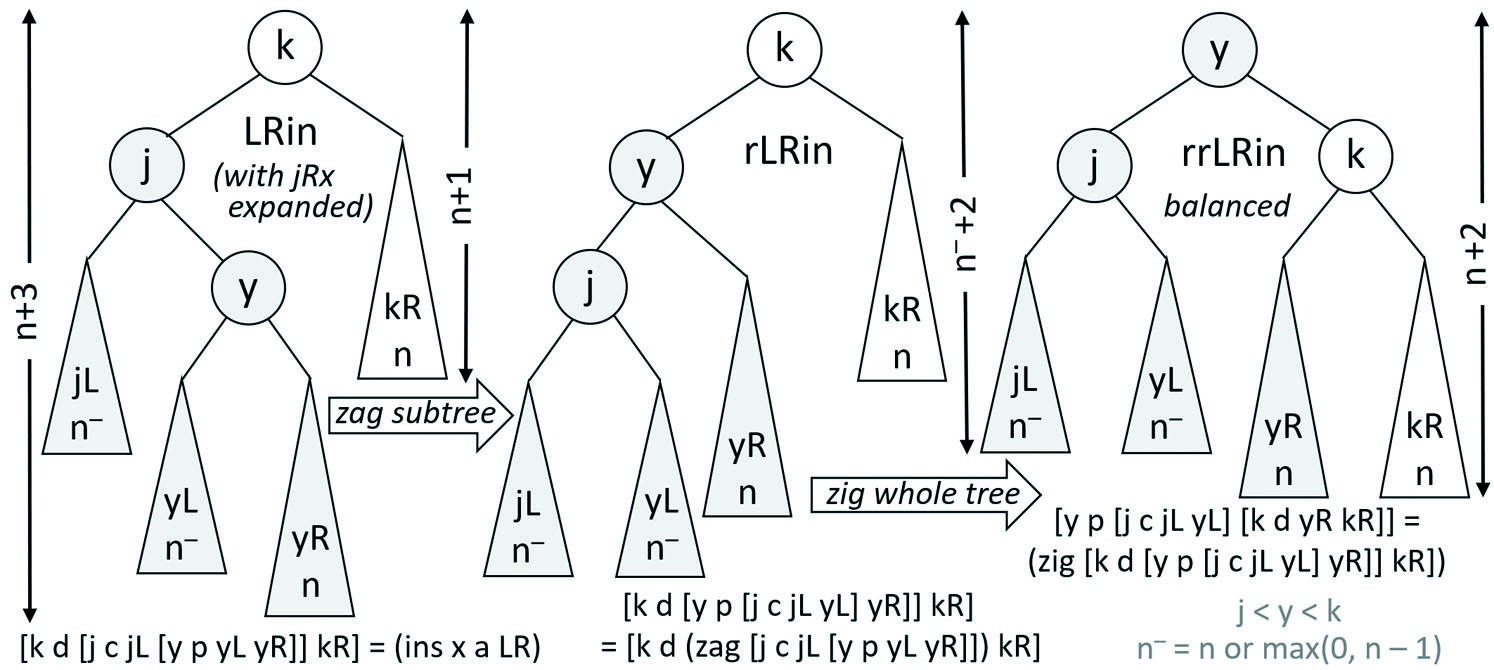 k
LRin
(with jRx
expanded)
j
n+3
n+1
y
kR
n
jL
n⁻
yL
n⁻
yR
n
[k d [j c jL [y p yL yR]] kR] = (ins x a LR)
zag subtree
k
rLRin
y
j
kR
n
yR
n
jL
n⁻
yL
n⁻
[k d [y p [j c jL yL] yR]] kR]
= [k d (zag [j c jL [y p yL yR]]) kR]
zig whole tree
n⁻+2
y
j
rrLRin
k
balanced
n+2
jL
n⁻
yL
n⁻
yR
n
kR
n
[y p [j c jL yL] [k d yR kR]] =
(zig [k d [y p [j c jL yL] yR]] kR])
j < y < k
n⁻ = n or max(0, n – 1)